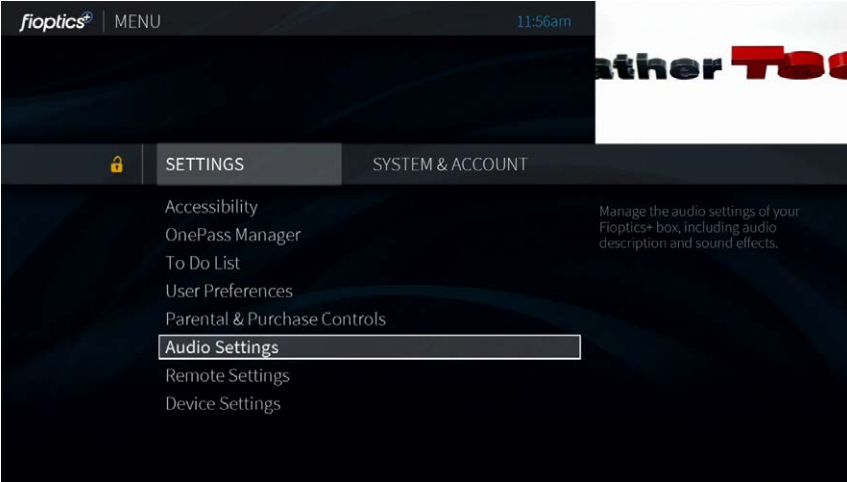 fioptics+ MENU 11:56am
ather
SETTINGS SYSTEM & ACCOUNT
Accessibility
OnePass Manager
To Do List
User Preferences
Parental & Purchase Controls
Audio Settings
Remote Settings
Device Settings
Manage the audio settings of your
Fioptics+ box, including audio
description and sound effects.